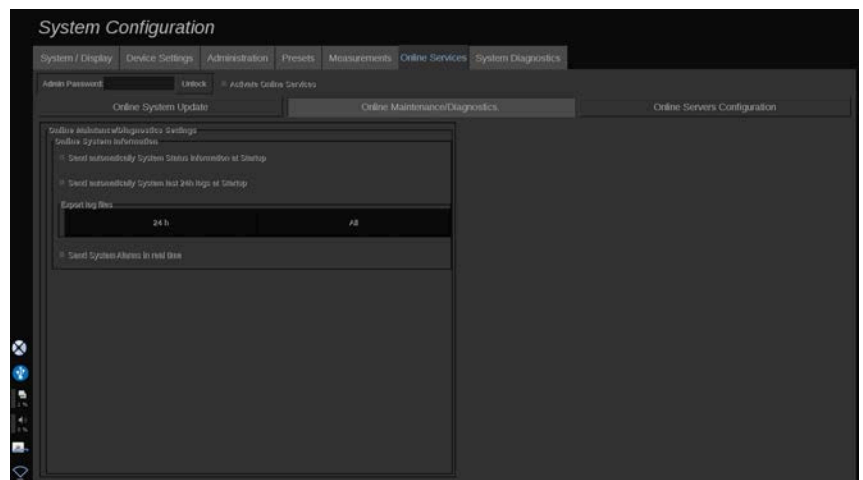 System Configuration
System / Display Device Settings Administration Presets Measurements Online Services System Diagnostics
Admin Password: Unlock Activate Online Services
Online System Update Online Maintenance/Diagnostics Online Servers Configuration
Online Maintance/Diagnostics Settings
Online System Information
Send automatically System Status Information at Startup
Send automatically System last 24h logs at Startup
Export log files
24 h All
Send System Alarms in real time